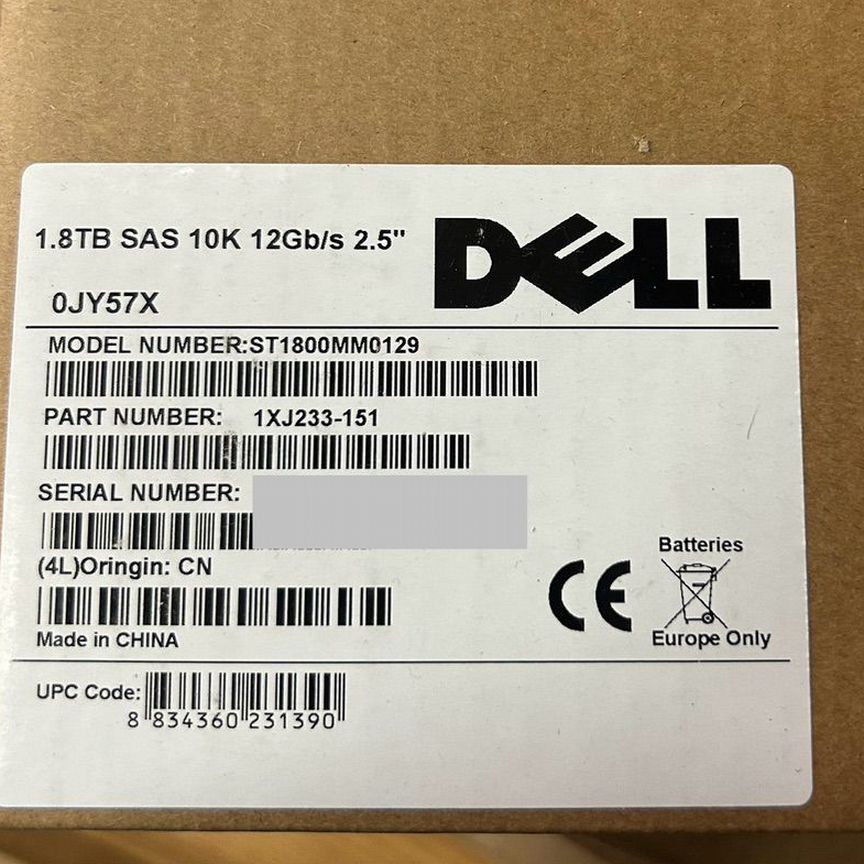 1.8TB SAS 10K 12Gb/s 2.5"
DELL
0JY57X
MODEL NUMBER:ST1800MM0129
PART NUMBER: 1XJ233-151
SERIAL NUMBER:
(4L)Oringin: CN
Made in CHINA
Batteries
CE
Europe Only
UPC Code:
8 834360 231390